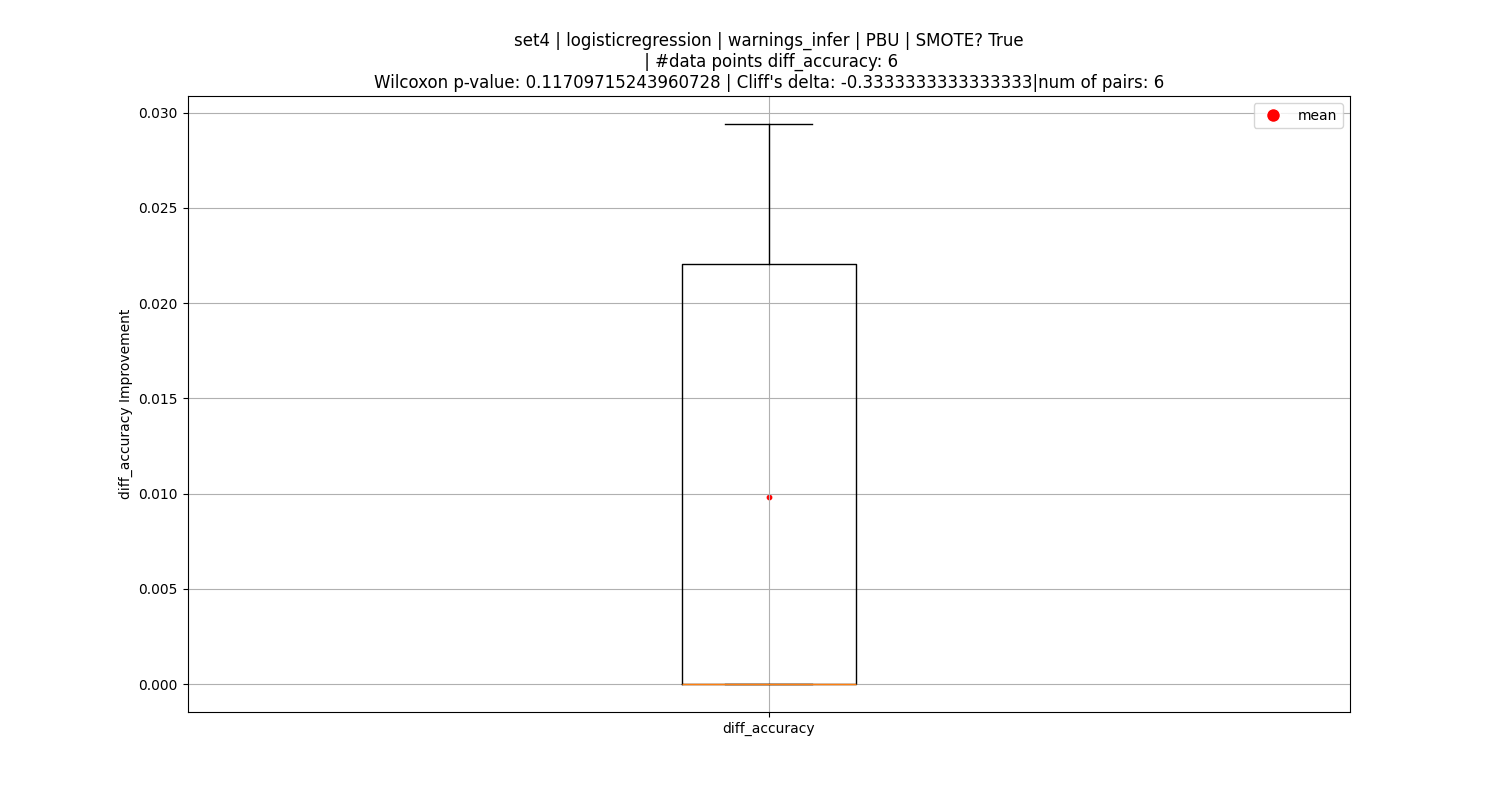 set4 | logisticregression | warnings_infer | PBU | SMOTE? True
| #data points diff_accuracy: 6
Wilcoxon p-value: 0.11709715243960728 | Cliff's delta: -0.3333333333333333|num of pairs: 6
mean
0.030
0.025
0.020
0.015
0.010
0.005
0.000
diff_accuracy Improvement
diff_accuracy